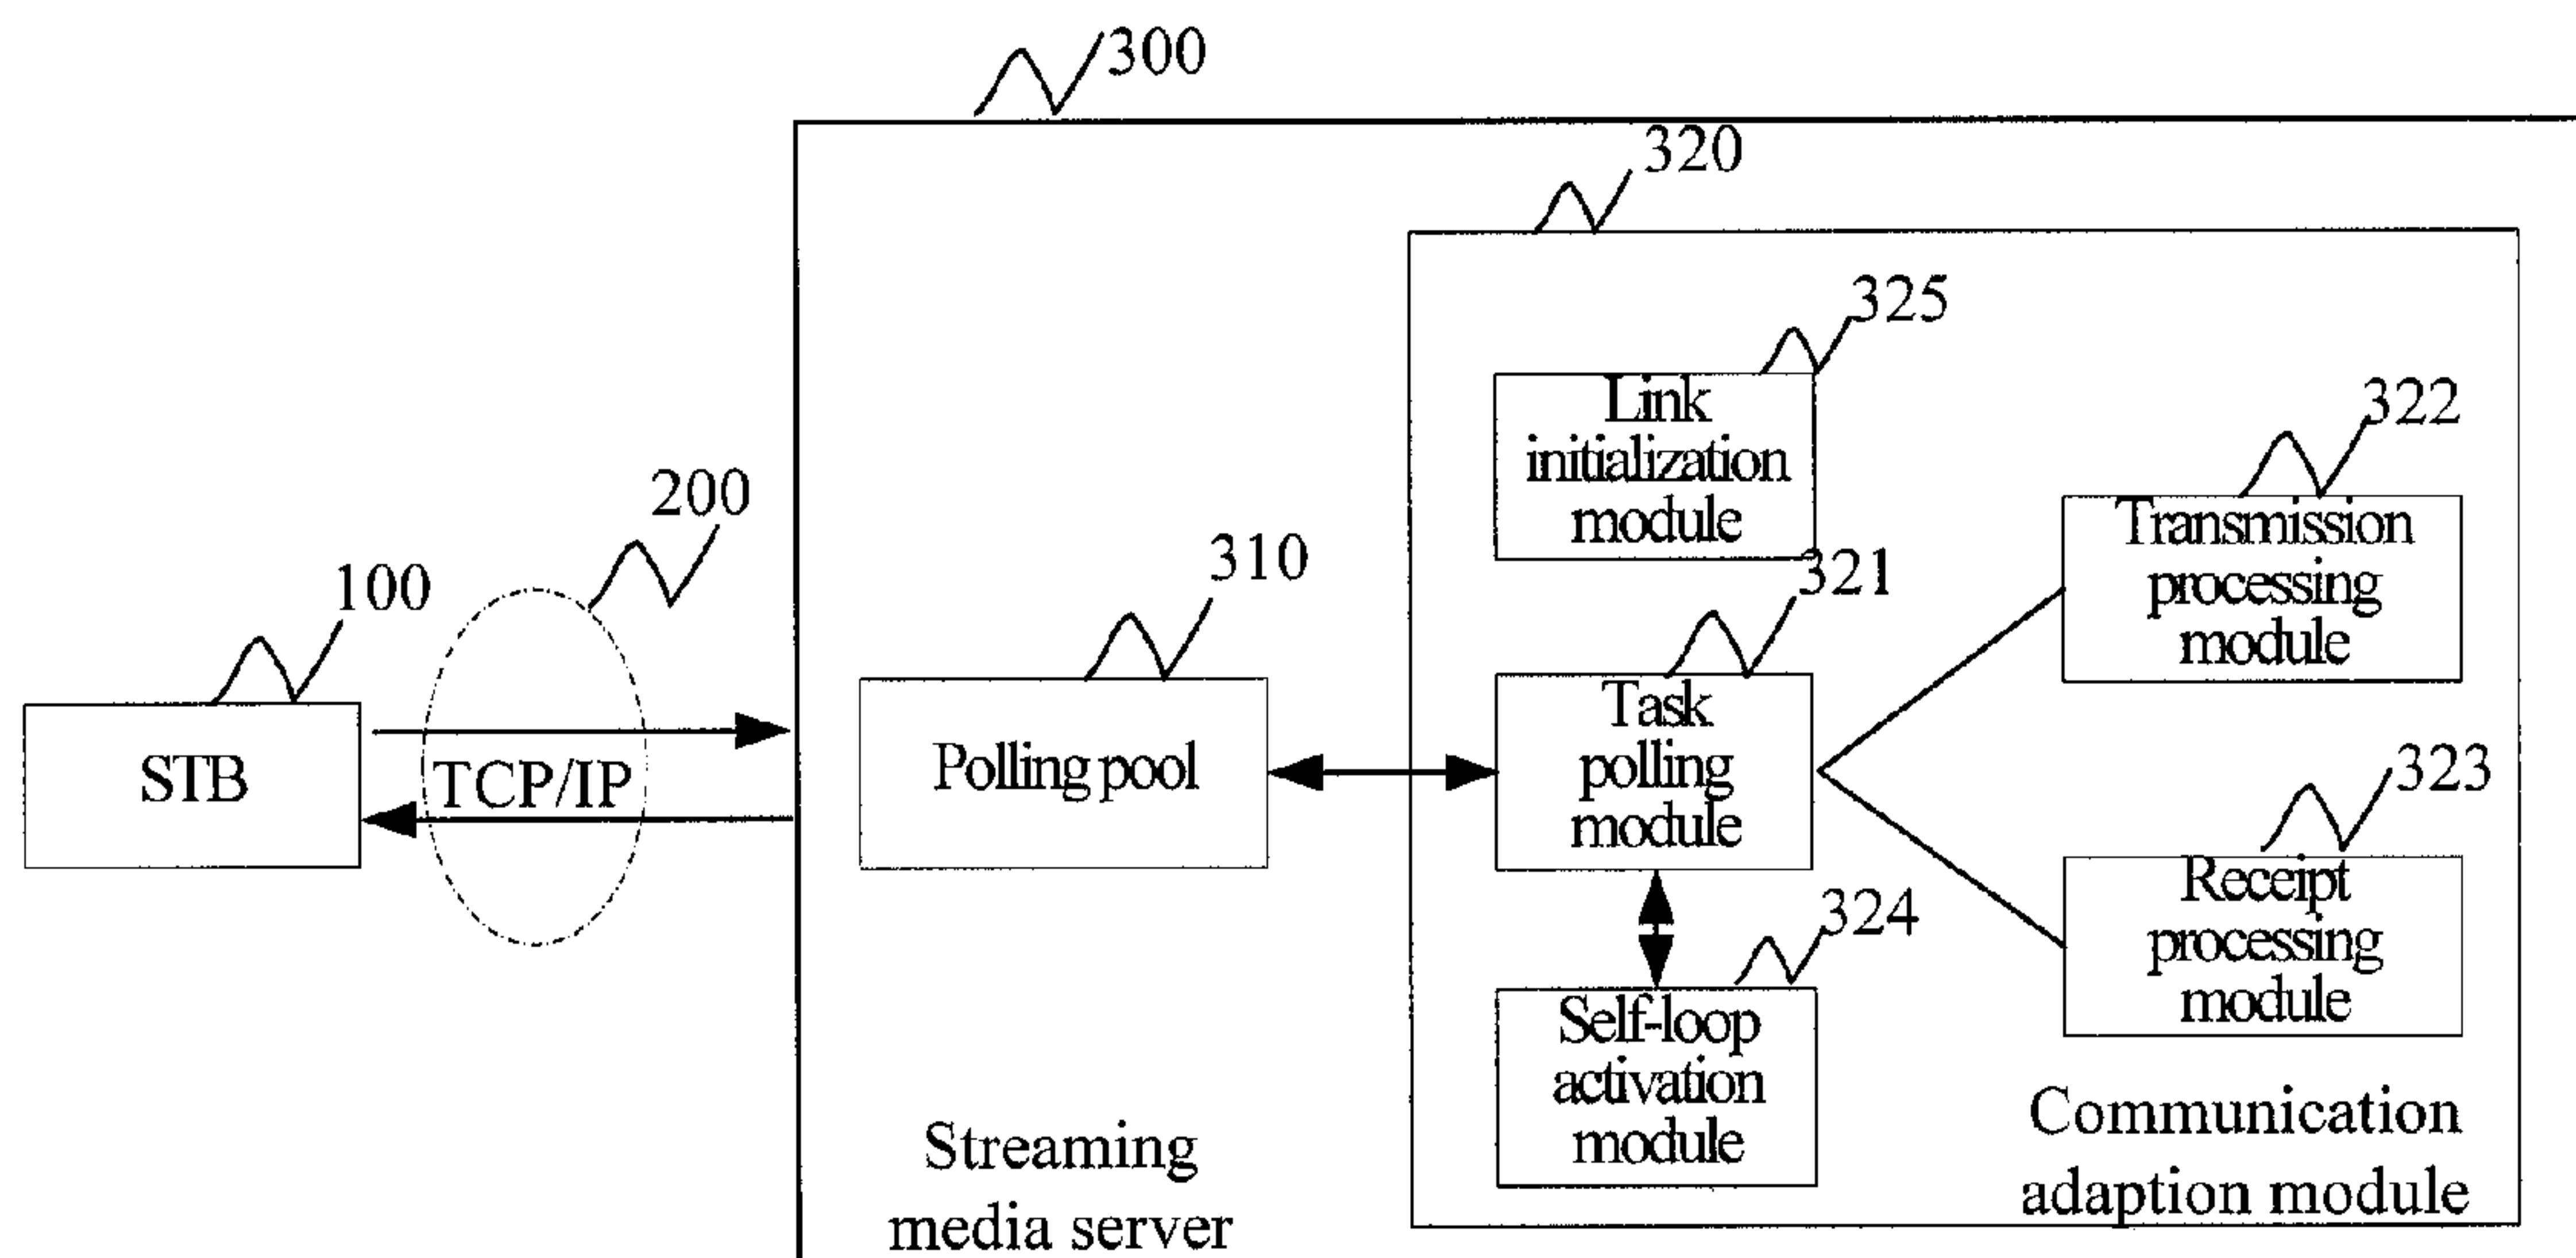 300
320
325
Link
initialization
module
322
Transmission
processing
module
200
310
321
100
STB
TCP/IP
Polling pool
Task
polling
module
323
Receipt
processing
module
324
Self-loop
activation
module
Streaming
media server
Communication
adaption module